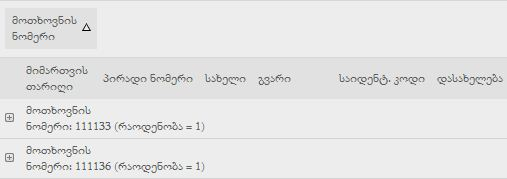 მოთხოვნის
ნომერი
მიმართვის
თარიღი
პირადი ნომერი
სახელი
გვარი
საიდენტ. კოდი
დასახელება
მოთხოვნის
ნომერი: 111133 (რაოდენობა = 1)
მოთხოვნის
ნომერი: 111136 (რაოდენობა = 1)